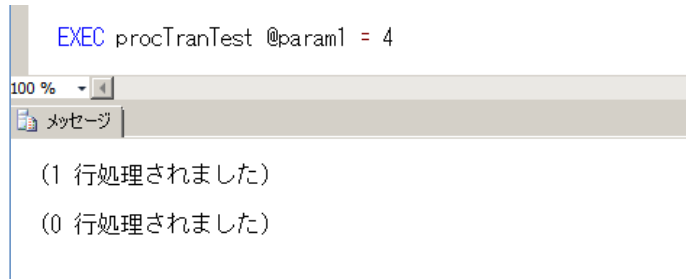 EXEC procTranTest @param1 = 4
100 %
メッセージ
(1 行処理されました)
(0 行処理されました)